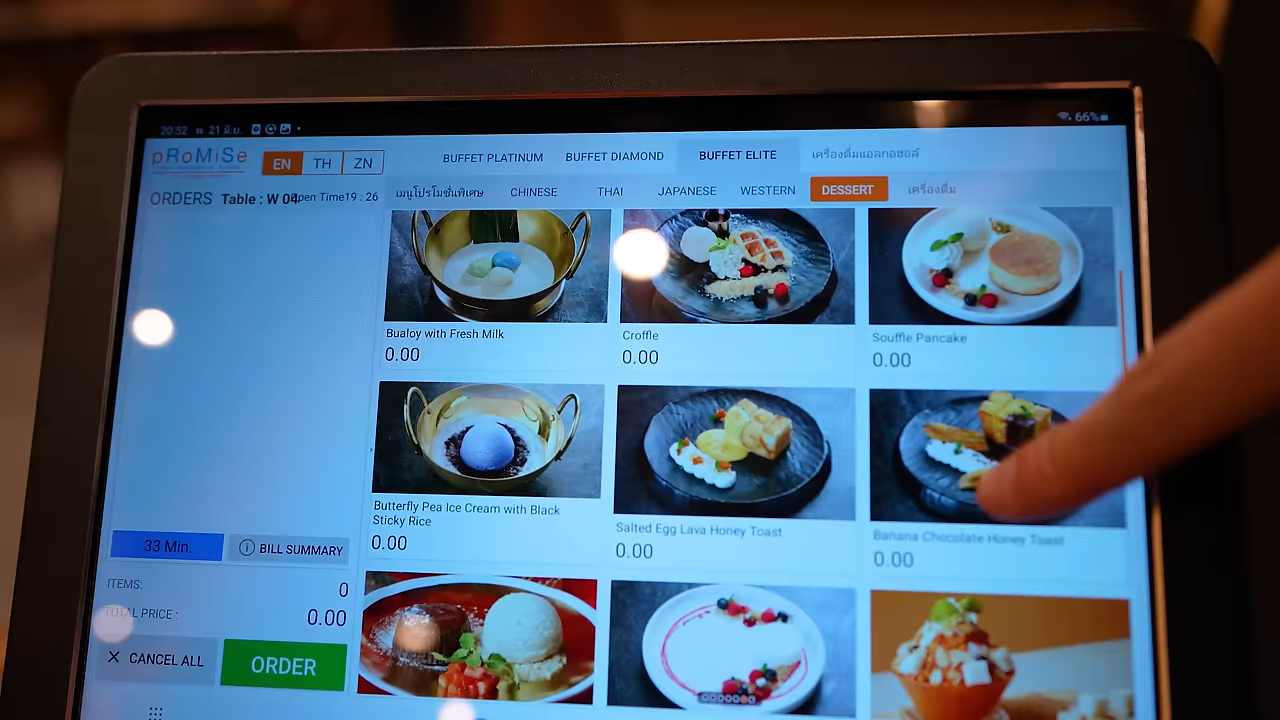 20:52 พ. 21 มิ.ย.
66%
pRoMiSe
EN TH ZN
BUFFET PLATINUM BUFFET DIAMOND BUFFET ELITE เครื่องดื่มแอลกอฮอล์
ORDERS Table : W 04 Open Time19 : 26
เมนูโปรโมชั่นพิเศษ CHINESE THAI JAPANESE WESTERN DESSERT เครื่องดื่ม
Bualoy with Fresh Milk
0.00
Croffle
0.00
Souffle Pancake
0.00
Butterfly Pea Ice Cream with Black
Sticky Rice
0.00
Salted Egg Lava Honey Toast
0.00
Banana Chocolate Honey Toast
0.00
33 Min. BILL SUMMARY
ITEMS: 0
TOTAL PRICE : 0.00
CANCEL ALL ORDER